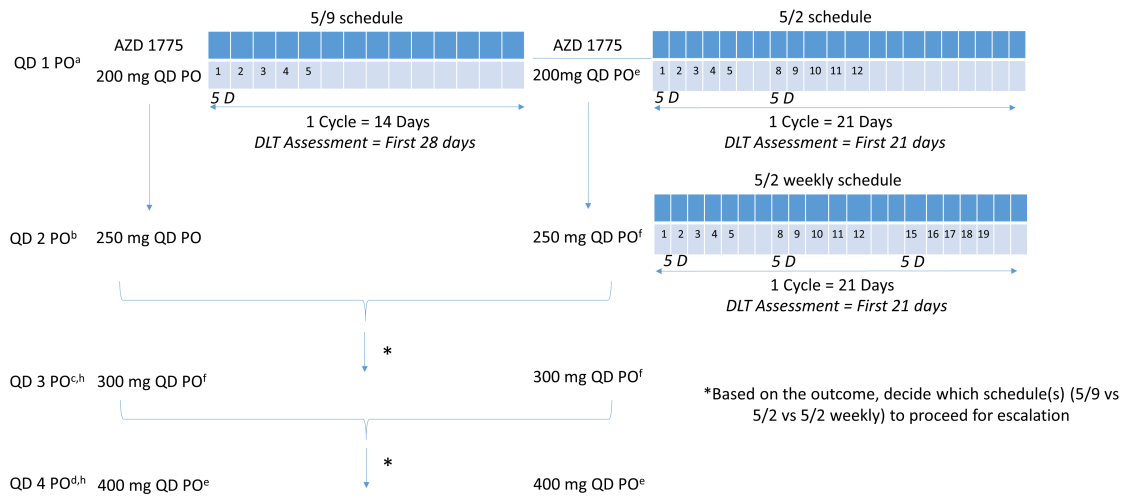 5/9 schedule
5/2 schedule
AZD 1775
AZD 1775
QD 1 POa
200 mg QD PO
1 2 3 4 5
200mg QD POe
1 2 3 4 5 8 9 10 11 12
5 D
5 D
5 D
1 Cycle = 14 Days
1 Cycle = 21 Days
DLT Assessment = First 28 days
DLT Assessment = First 21 days
5/2 weekly schedule
QD 2 POb
250 mg QD PO
250 mg QD POf
1 2 3 4 5 8 9 10 11 12 15 16 17 18 19
5 D
5 D
5 D
1 Cycle = 21 Days
DLT Assessment = First 21 days
*
QD 3 POc,h
300 mg QD POf
300 mg QD POf
*Based on the outcome, decide which schedule(s) (5/9 vs
5/2 vs 5/2 weekly) to proceed for escalation
*
QD 4 POd,h
400 mg QD POe
400 mg QD POe